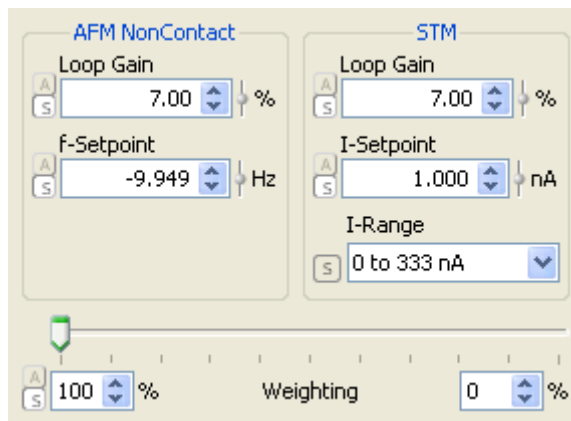 AFM NonContact
Loop Gain
A
S
7.00
%
f-Setpoint
A
S
-9.949
Hz
STM
Loop Gain
A
S
7.00
%
I-Setpoint
A
S
1.000
nA
I-Range
S
0 to 333 nA
A
S
100
%
Weighting
0
%